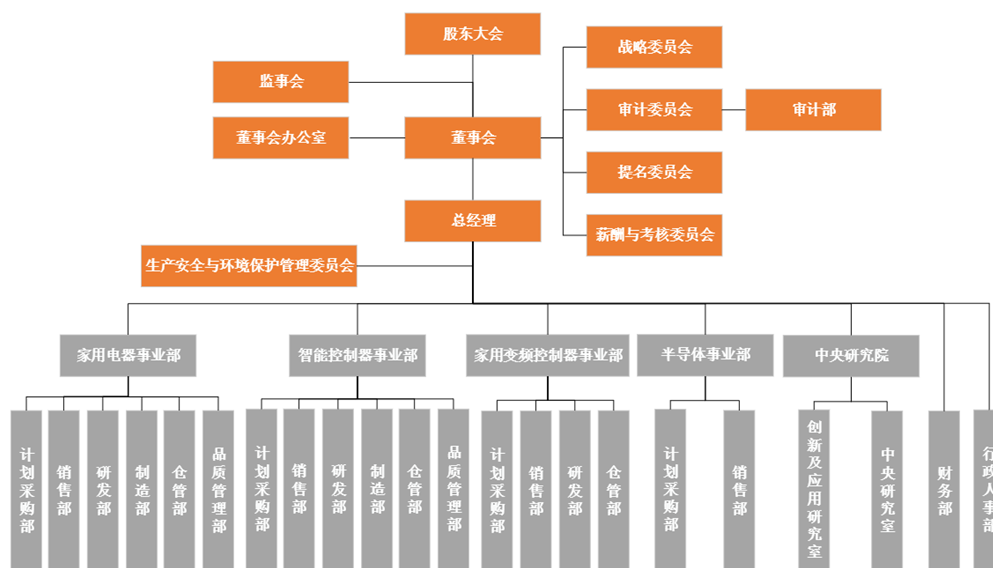 股东大会
战略委员会
监事会
审计委员会
审计部
董事会办公室
董事会
提名委员会
总经理
薪酬与考核委员会
生产安全与环境保护管理委员会
家用电器事业部
智能控制器事业部
家用变频控制器事业部
半导体事业部
中央研究院
计划采购部
销售部
研发部
制造部
仓管部
品质管理部
计划采购部
销售部
研发部
制造部
仓管部
品质管理部
计划采购部
销售部
研发部
仓管部
计划采购部
销售部
创新及应用研究室
中央研究室
财务部
行政人事部